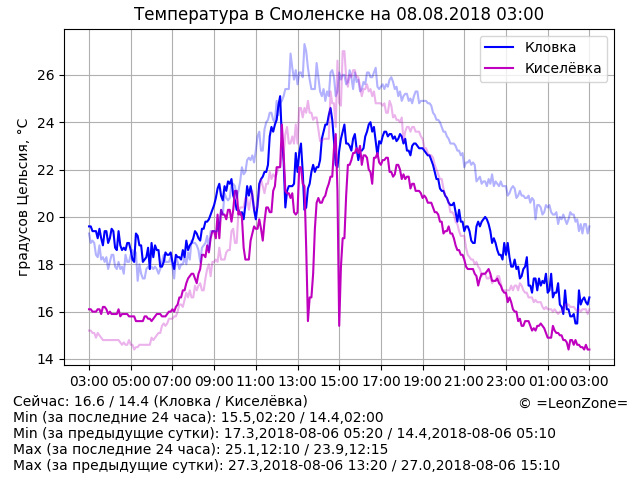 Температура в Смоленске на 08.08.2018 03:00
Кловка
Киселёвка
градусов Цельсия, °C
26
24
22
20
18
16
14
03:00 05:00 07:00 09:00 11:00 13:00 15:00 17:00 19:00 21:00 23:00 01:00 03:00
Сейчас: 16.6 / 14.4 (Кловка / Киселёвка)
© =LeonZone=
Min (за последние 24 часа): 15.5,02:20 / 14.4,02:00
Min (за предыдущие сутки): 17.3,2018-08-06 05:20 / 14.4,2018-08-06 05:10
Max (за последние 24 часа): 25.1,12:10 / 23.9,12:15
Max (за предыдущие сутки): 27.3,2018-08-06 13:20 / 27.0,2018-08-06 15:10